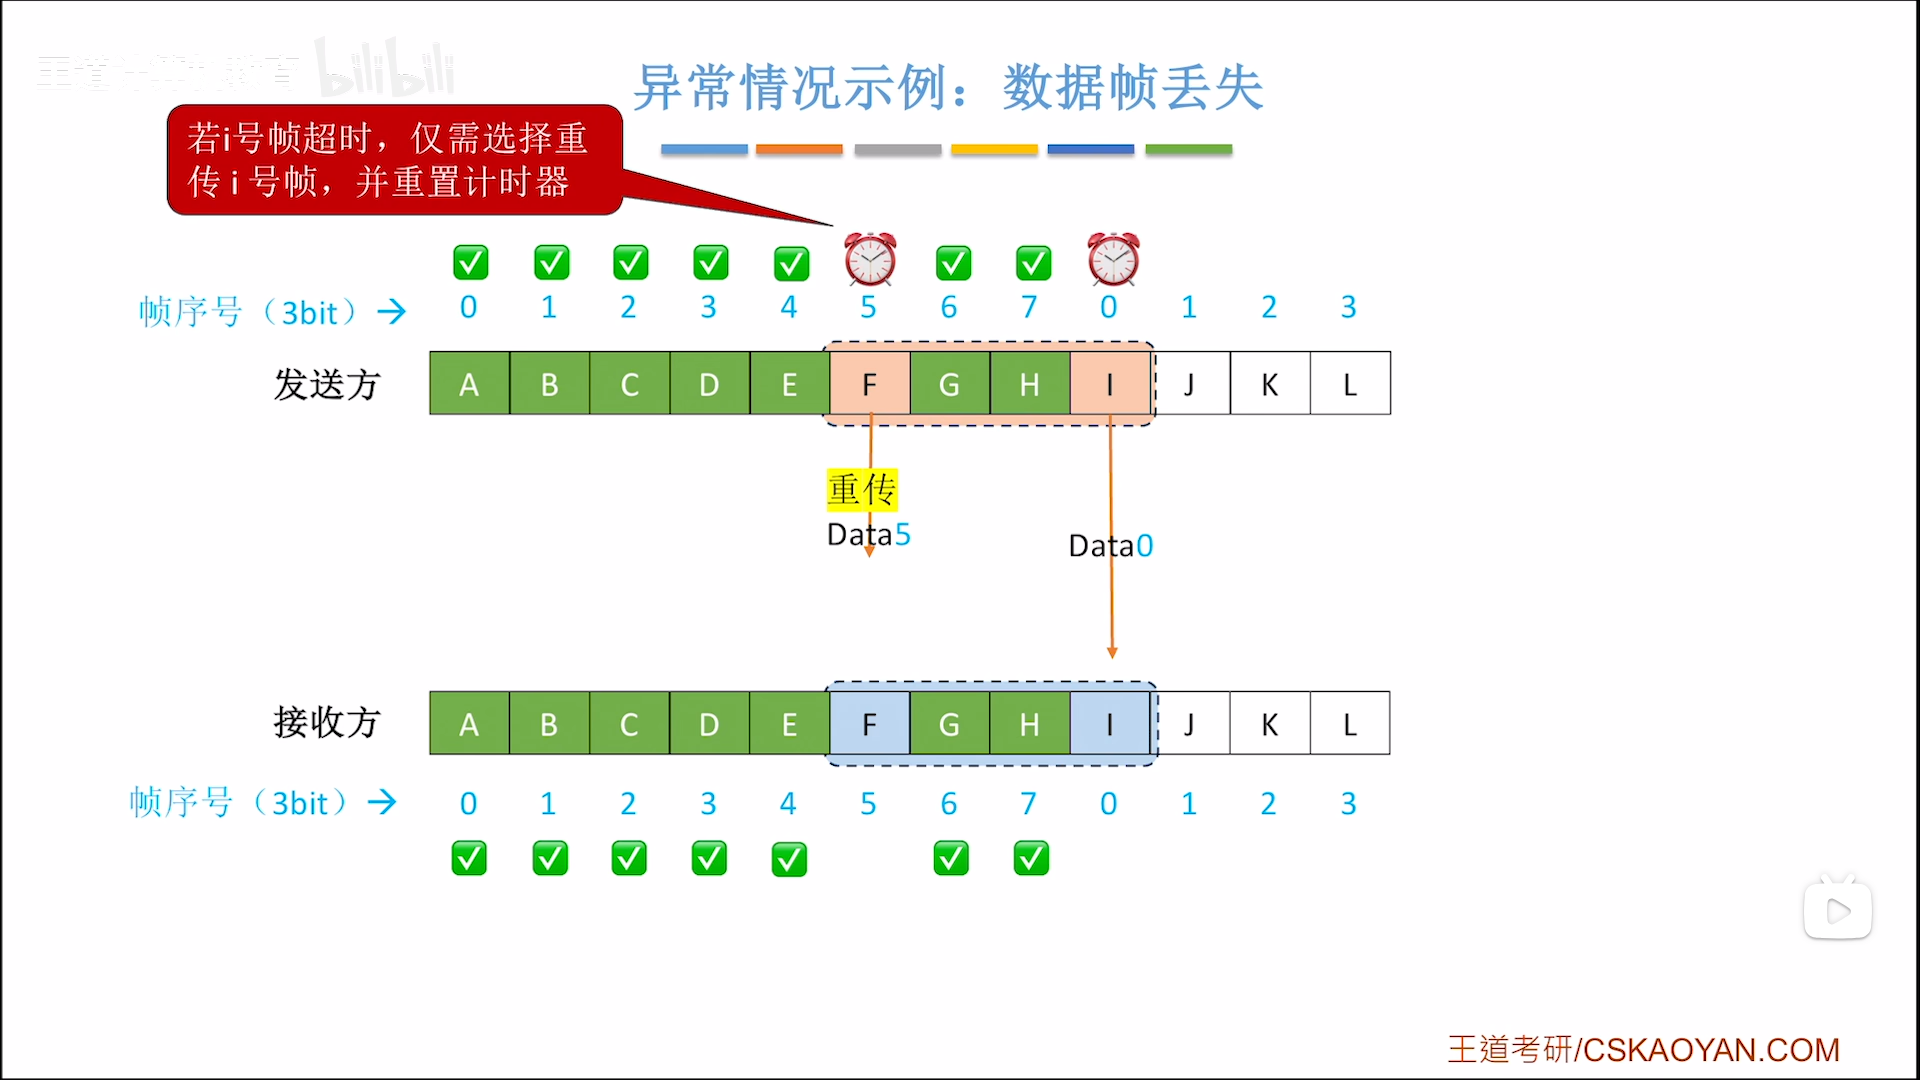 王道计算机教育 bilibili
异常情况示例：数据帧丢失
若i号帧超时，仅需选择重
传 i 号帧，并重置计时器
帧序号（3bit）→ 0 1 2 3 4 5 6 7 0 1 2 3
发送方 A B C D E F G H I J K L
重传
Data5
Data0
接收方 A B C D E F G H I J K L
帧序号（3bit）→ 0 1 2 3 4 5 6 7 0 1 2 3
王道考研/CSKAOYAN.COM